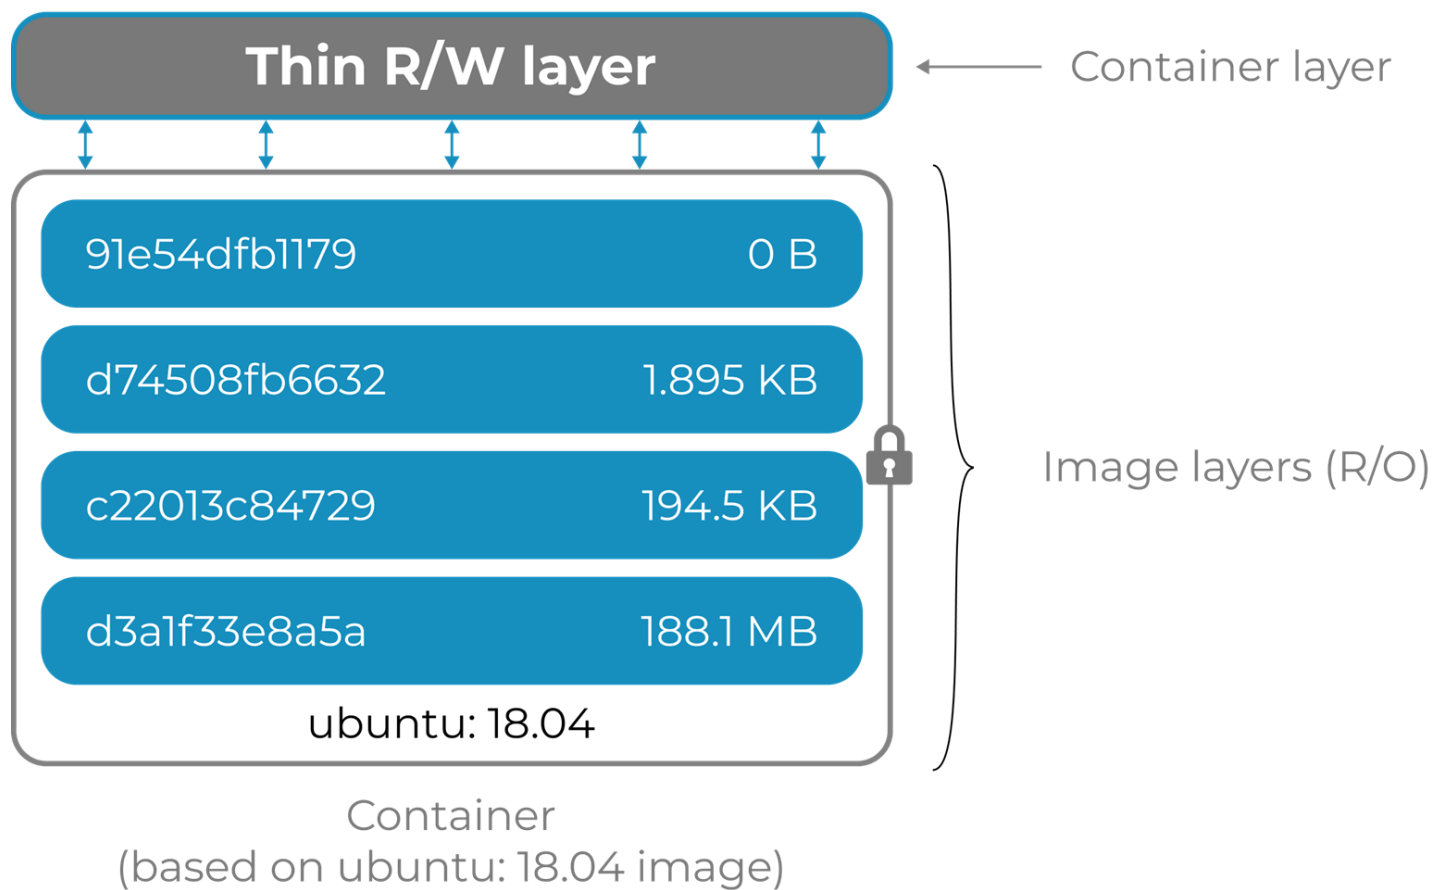 Thin R/W layer
Container layer
91e54dfb1179 0 B
d74508fb6632 1.895 KB
c22013c84729 194.5 KB
Image layers (R/O)
d3a1f33e8a5a 188.1 MB
ubuntu: 18.04
Container
(based on ubuntu: 18.04 image)